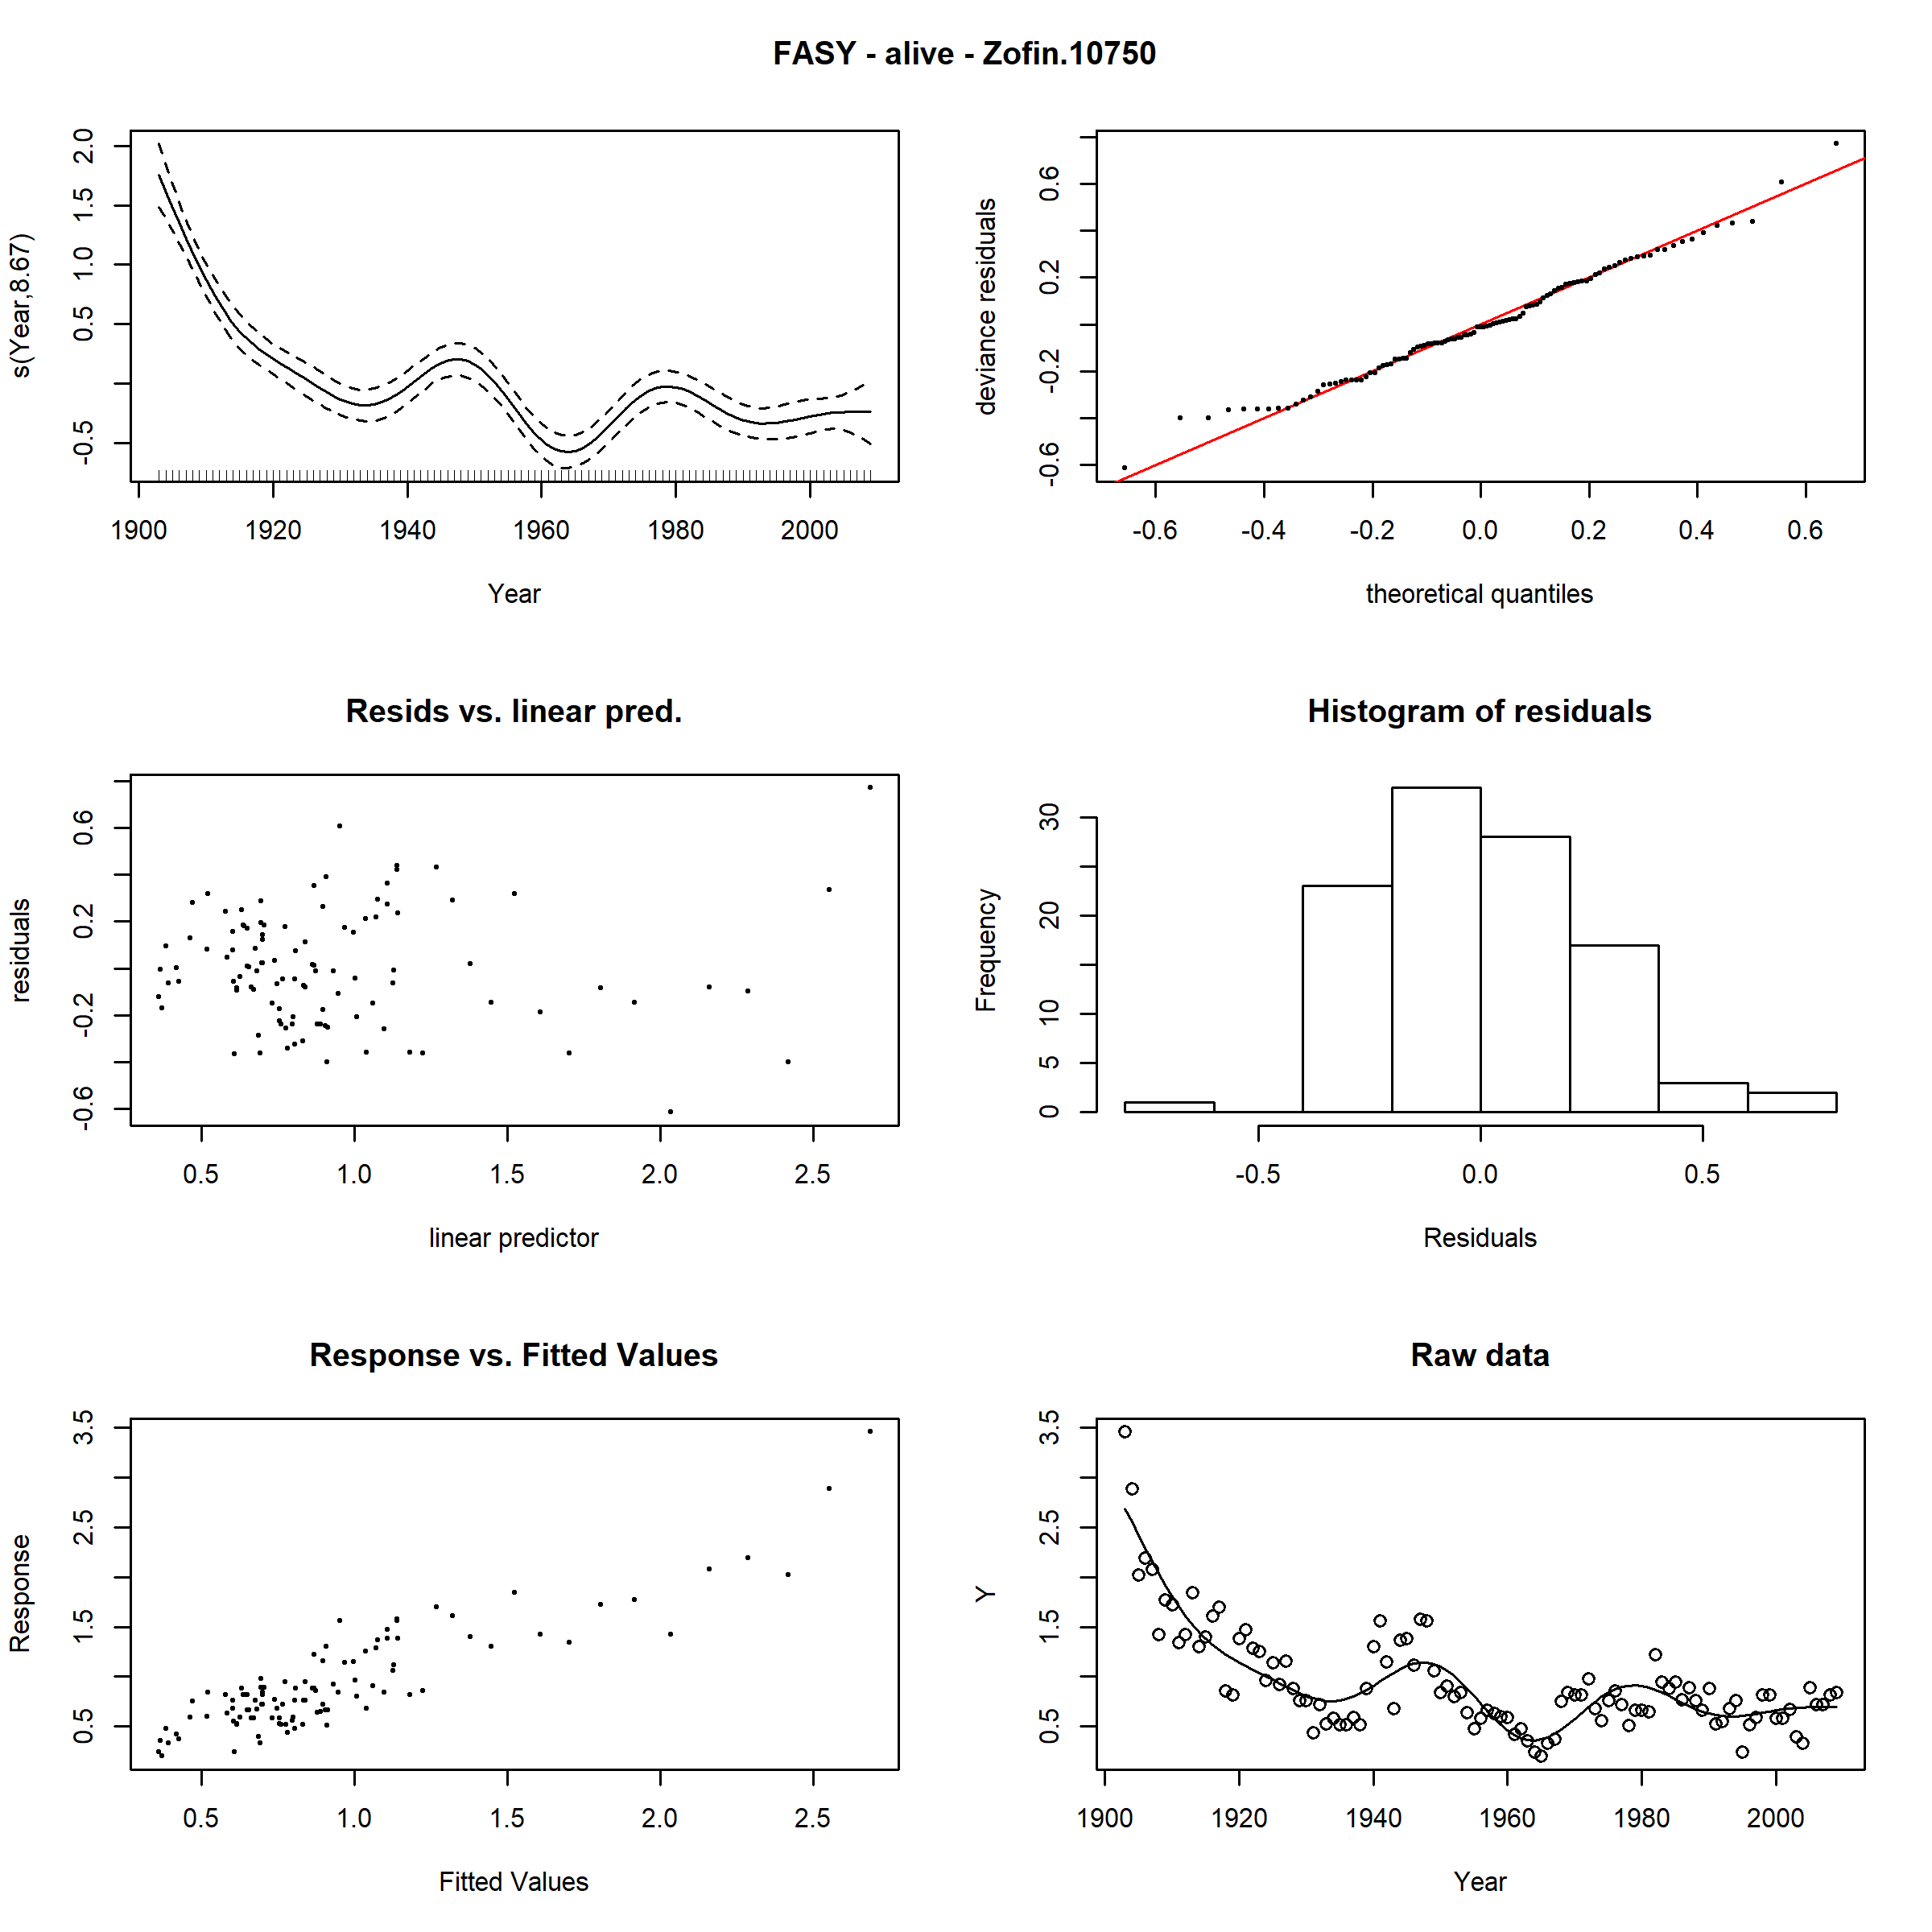 FASY - alive - Zofin.10750
s(Year,8.67)
2.0
1.5
1.0
0.5
-0.5
1900 1920 1940 1960 1980 2000
Year
deviance residuals
0.6
0.2
-0.2
-0.6
-0.6 -0.4 -0.2 0.0 0.2 0.4 0.6
theoretical quantiles
Resids vs. linear pred.
residuals
0.6
0.2
-0.2
-0.6
0.5 1.0 1.5 2.0 2.5
linear predictor
Histogram of residuals
Frequency
30
20
10
5
0
-0.5 0.0 0.5
Residuals
Response vs. Fitted Values
Response
3.5
2.5
1.5
0.5
0.5 1.0 1.5 2.0 2.5
Fitted Values
Raw data
Y
3.5
2.5
1.5
0.5
1900 1920 1940 1960 1980 2000
Year